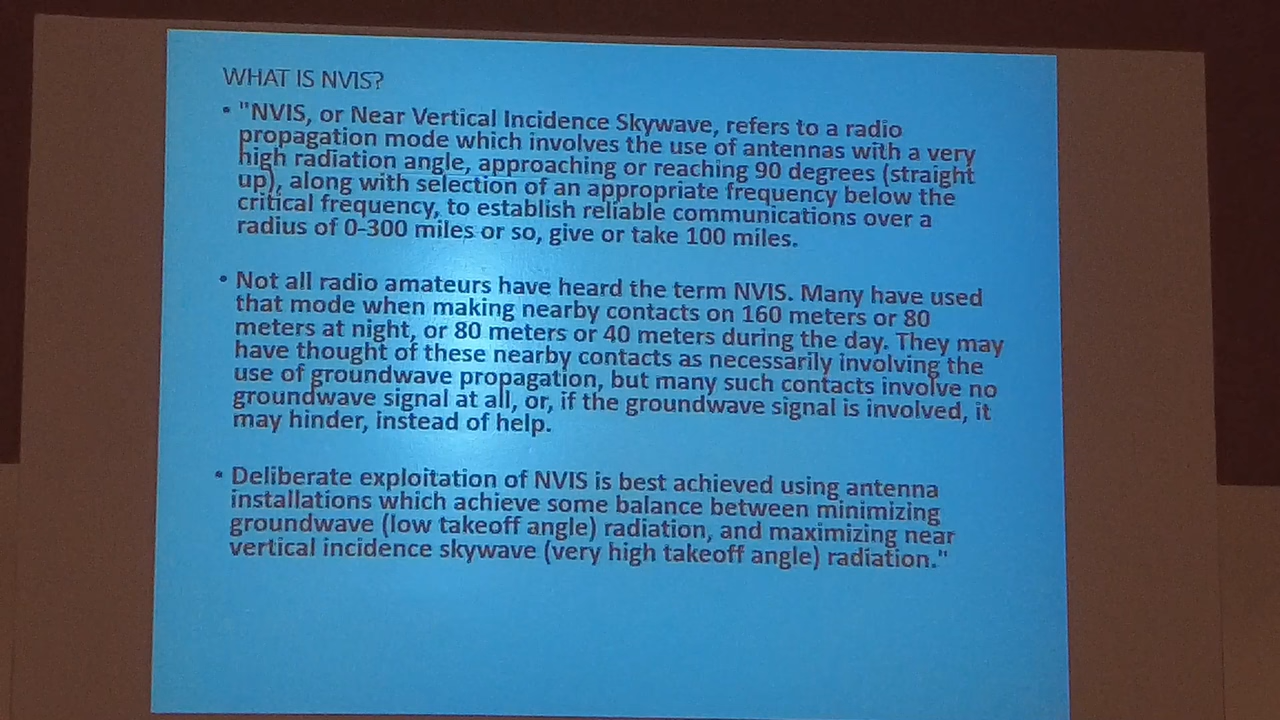 WHAT IS NVIS?
• "NVIS, or Near Vertical Incidence Skywave, refers to a radio
propagation mode which involves the use of antennas with a very
high radiation angle, approaching or reaching 90 degrees (straight
up), along with selection of an appropriate frequency below the
critical frequency, to establish reliable communications over a
radius of 0-300 miles or so, give or take 100 miles.
• Not all radio amateurs have heard the term NVIS. Many have used
that mode when making nearby contacts on 160 meters or 80
meters at night, or 80 meters or 40 meters during the day. They may
have thought of these nearby contacts as necessarily involving the
use of groundwave propagation, but many such contacts involve no
groundwave signal at all, or, if the groundwave signal is involved, it
may hinder, instead of help.
• Deliberate exploitation of NVIS is best achieved using antenna
installations which achieve some balance between minimizing
groundwave (low takeoff angle) radiation, and maximizing near
vertical incidence skywave (very high takeoff angle) radiation."